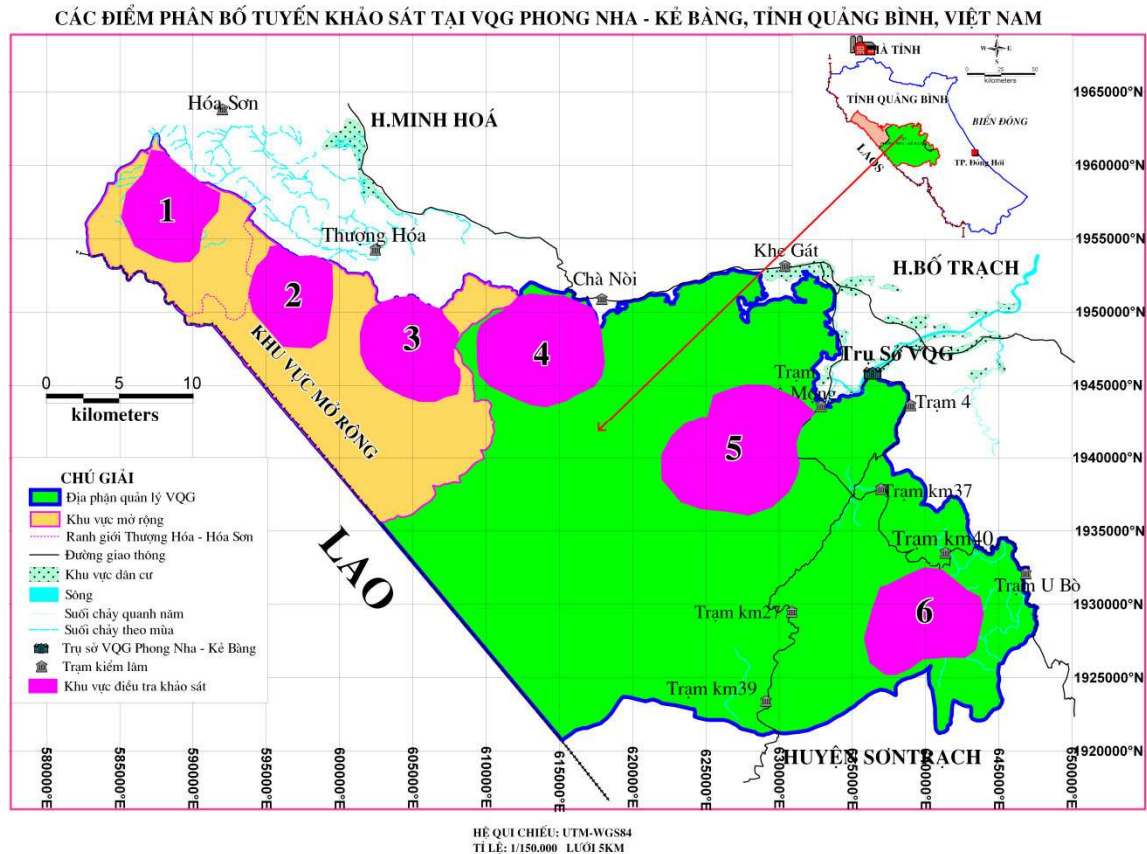 CÁC ĐIỂM PHÂN BỐ TUYẾN KHẢO SÁT TẠI VQG PHONG NHA - KẺ BÀNG, TỈNH QUẢNG BÌNH, VIỆT NAM
HÀ TĨNH
N
W E
S
0 25 50
kilometers
TỈNH QUẢNG BÌNH
BIỂN ĐÔNG
LAOS
TP. Đồng Hới
Hóa Sơn
H.MINH HOÁ
Thượng Hóa
Chà Nòi
Khe Gát
H.BỐ TRẠCH
Trụ Sở VQG
Trạm
Mong
Trạm 4
Trạm km37
Trạm km40
Trạm U Bò
Trạm km27
Trạm km39
HUYỆN SƠNTRẠCH
KHU VỰC MỞ RỘNG
LAO
1
2
3
4
5
6
0 5 10
kilometers
CHÚ GIẢI
Địa phận quản lý VQG
Khu vực mở rộng
Ranh giới Thượng Hóa - Hóa Sơn
Đường giao thông
Khu vực dân cư
Sông
Suối chảy quanh năm
Suối chảy theo mùa
Trụ sở VQG Phong Nha - Kẻ Bàng
Trạm kiểm lâm
Khu vực điều tra khảo sát
1965000°N
1960000°N
1955000°N
1950000°N
1945000°N
1940000°N
1935000°N
1930000°N
1925000°N
1920000°N
580000°E
585000°E
590000°E
595000°E
600000°E
605000°E
610000°E
615000°E
620000°E
625000°E
630000°E
635000°E
640000°E
645000°E
650000°E
HỆ QUI CHIẾU: UTM-WGS84
TỈ LỆ: 1/150.000 LƯỚI 5KM